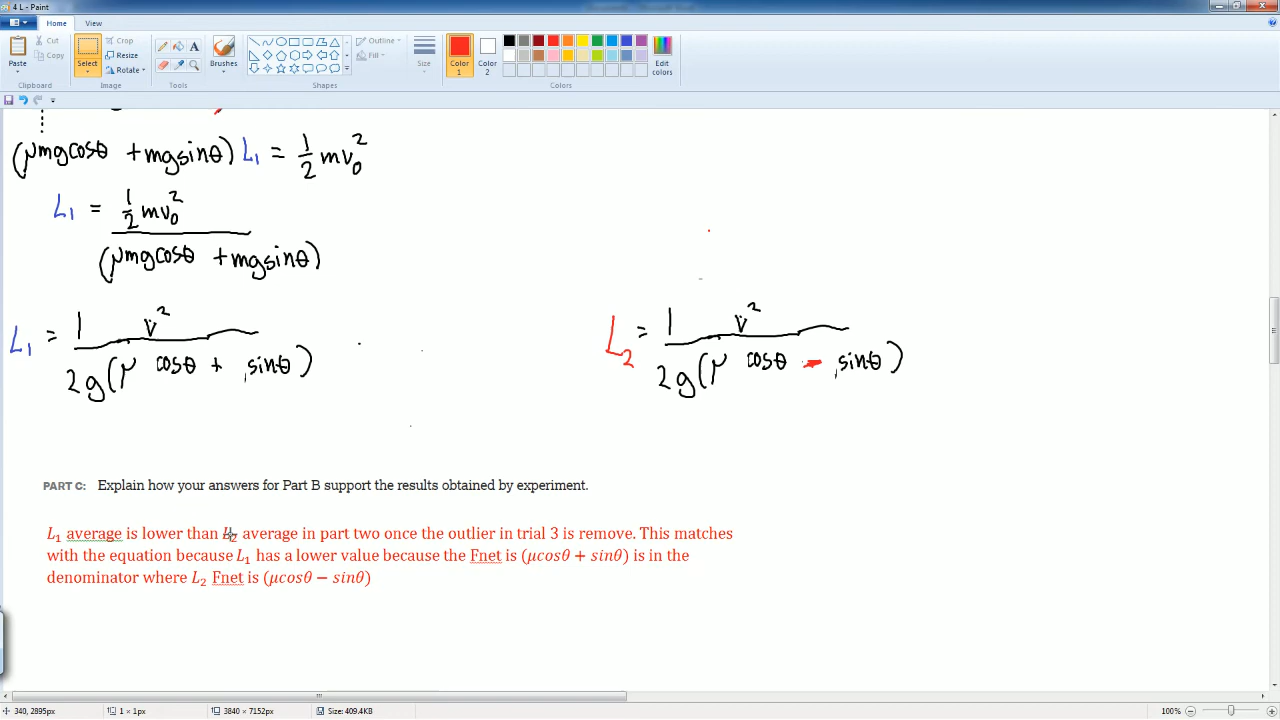 4 L - Paint
Home View
Paste Cut Copy Select Crop Resize Rotate Brushes Outline Fill Size Color 1 Color 2 Edit colors
Clipboard Image Tools Shapes Colors
(μmgcosθ + mgsinθ) L₁ = 1/2 mv₀²
L₁ = 1/2 mv₀² / (μmgcosθ + mgsinθ)
L₁ = 1 v² / 2g(μ cosθ + sinθ)
L₂ = 1 v² / 2g(μ cosθ - sinθ)
PART C: Explain how your answers for Part B support the results obtained by experiment.
L₁ average is lower than L₂ average in part two once the outlier in trial 3 is remove. This matches
with the equation because L₁ has a lower value because the Fnet is (μcosθ + sinθ) is in the
denominator where L₂ Fnet is (μcosθ − sinθ)
340, 2895px 1 × 1px 3840 × 7152px Size: 409.4KB 100%